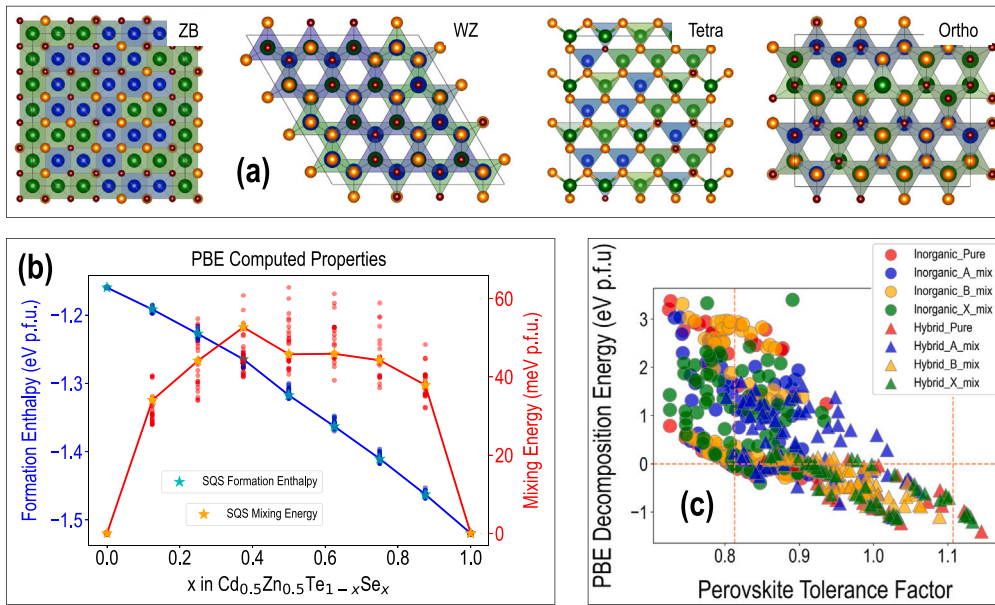 ZB
WZ
Tetra
Ortho
(a)
(b)
PBE Computed Properties
Formation Enthalpy (eV p.f.u.)
−1.2
−1.3
−1.4
−1.5
60
40
20
0
Mixing Energy (meV p.f.u.)
SQS Formation Enthalpy
SQS Mixing Energy
0.0 0.2 0.4 0.6 0.8 1.0
x in Cd₀.₅Zn₀.₅Te₁₋ₓSeₓ
PBE Decomposition Energy (eV p.f.u)
3
2
1
0
−1
Inorganic_Pure
Inorganic_A_mix
Inorganic_B_mix
Inorganic_X_mix
Hybrid_Pure
Hybrid_A_mix
Hybrid_B_mix
Hybrid_X_mix
(c)
0.8 0.9 1.0 1.1
Perovskite Tolerance Factor